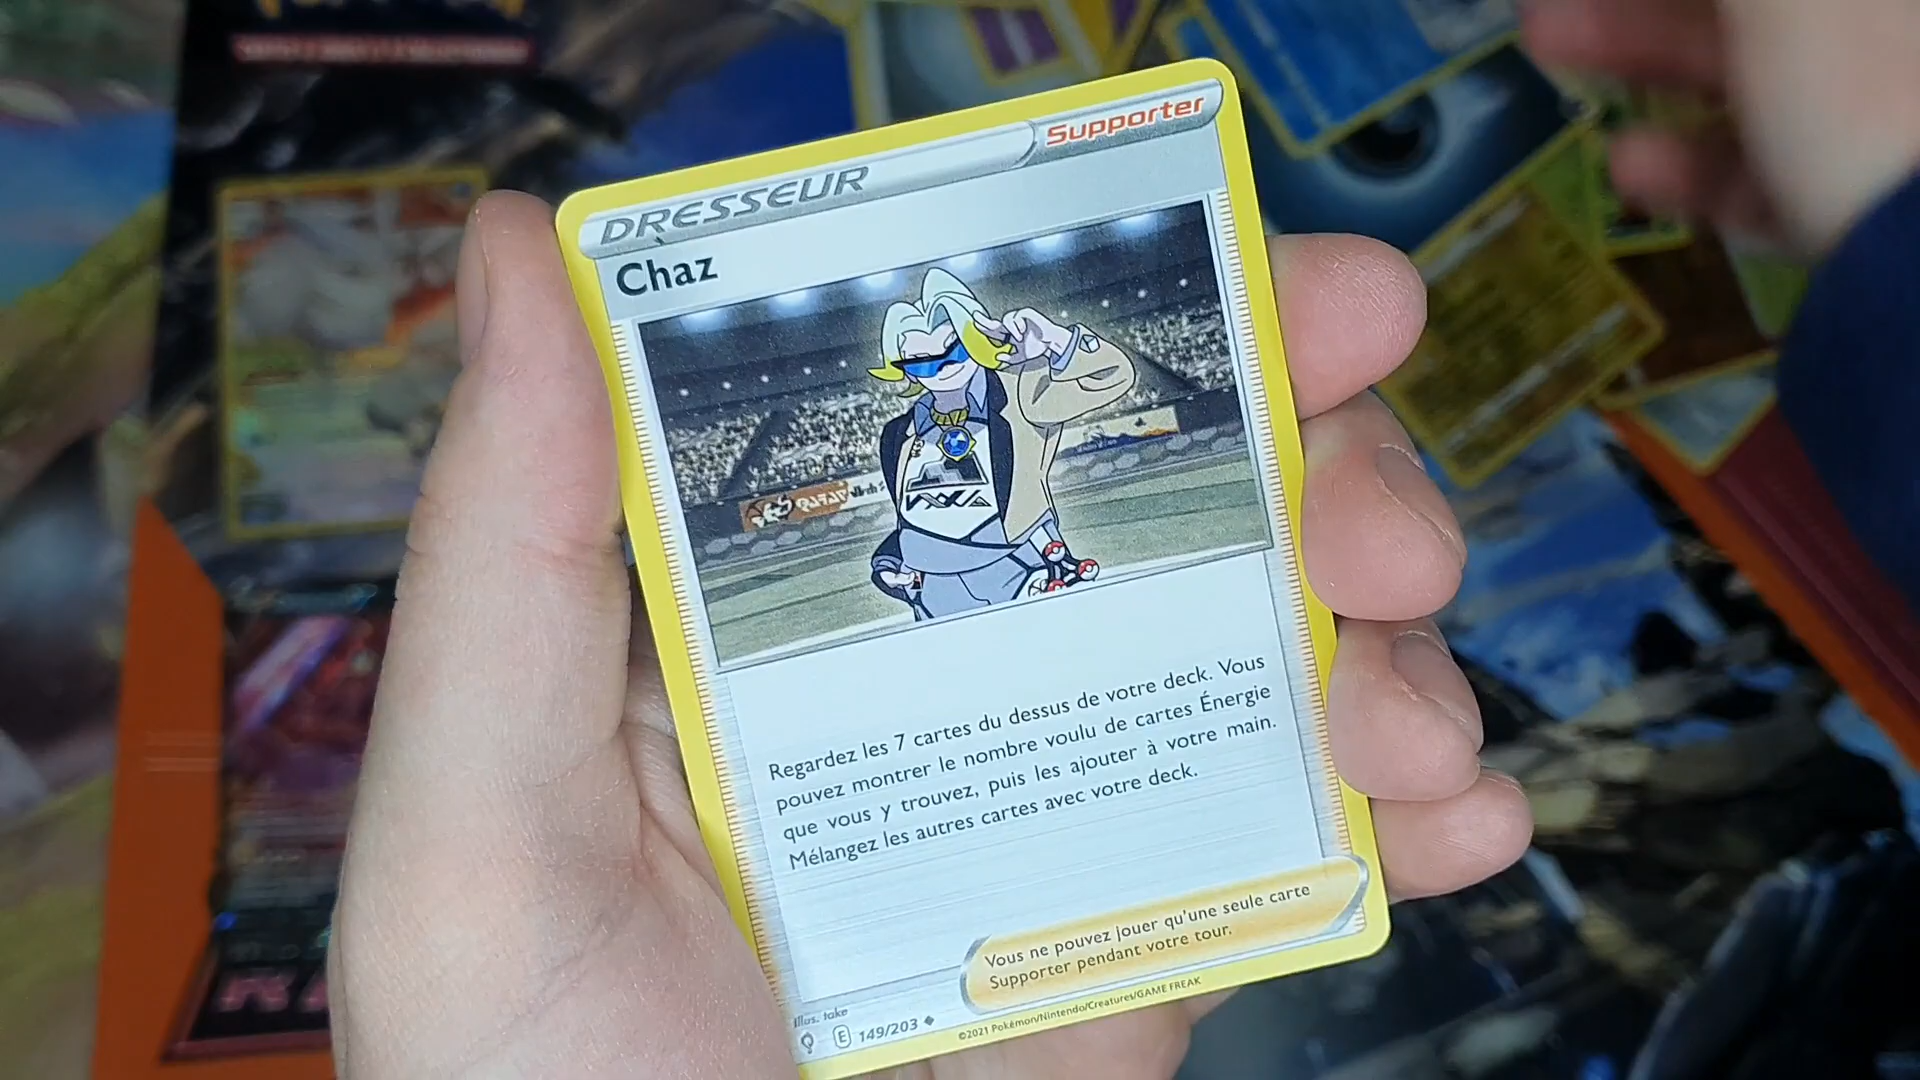 DRESSEUR
Supporter
Chaz
Regardez les 7 cartes du dessus de votre deck. Vous
pouvez montrer le nombre voulu de cartes Énergie
que vous y trouvez, puis les ajouter à votre main.
Mélangez les autres cartes avec votre deck.
Vous ne pouvez jouer qu'une seule carte
Supporter pendant votre tour.
Illus. take
E 149/203
©2021 Pokémon/Nintendo/Creatures/GAME FREAK